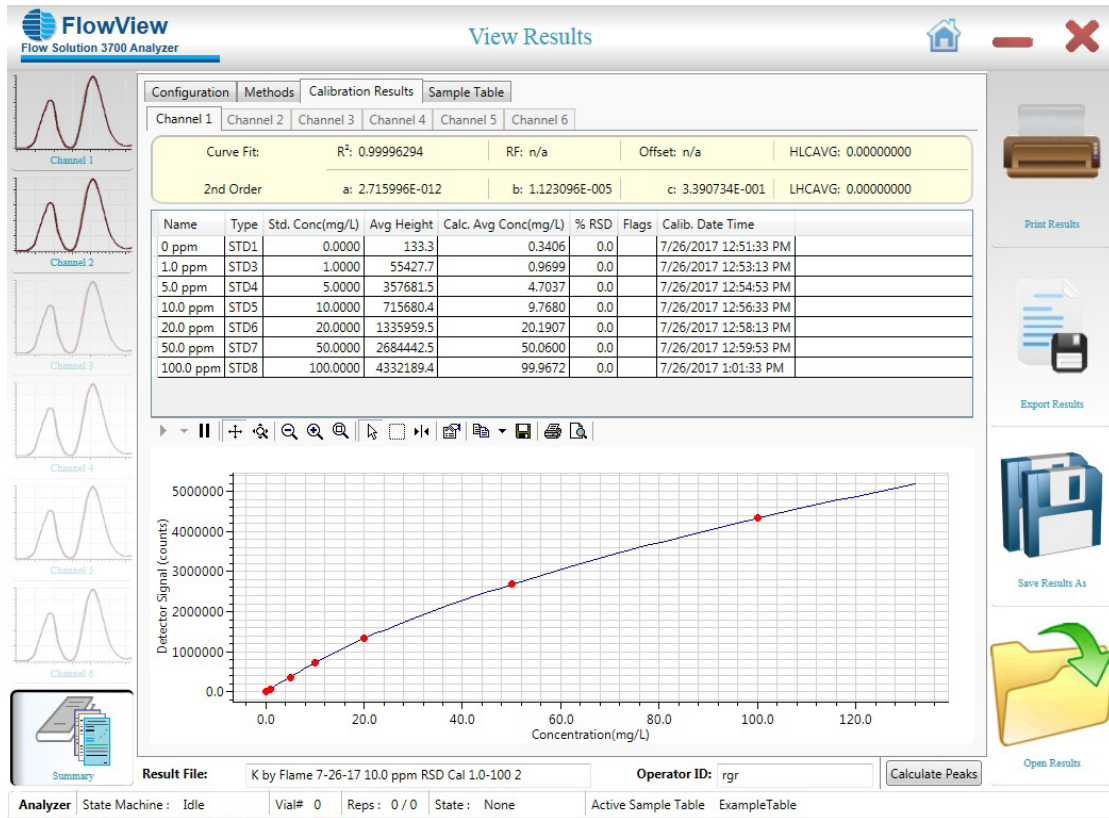 FlowView
Flow Solution 3700 Analyzer
View Results
Configuration Methods Calibration Results Sample Table
Channel 1 Channel 2 Channel 3 Channel 4 Channel 5 Channel 6
Curve Fit: R²: 0.99996294 RF: n/a Offset: n/a HLCAVG: 0.00000000
2nd Order a: 2.715996E-012 b: 1.123096E-005 c: 3.390734E-001 LHCAVG: 0.00000000
Name Type Std. Conc(mg/L) Avg Height Calc. Avg Conc(mg/L) % RSD Flags Calib. Date Time
0 ppm STD1 0.0000 133.3 0.3406 0.0 7/26/2017 12:51:33 PM
1.0 ppm STD3 1.0000 55427.7 0.9699 0.0 7/26/2017 12:53:13 PM
5.0 ppm STD4 5.0000 357681.5 4.7037 0.0 7/26/2017 12:54:53 PM
10.0 ppm STD5 10.0000 715680.4 9.7680 0.0 7/26/2017 12:56:33 PM
20.0 ppm STD6 20.0000 1335959.5 20.1907 0.0 7/26/2017 12:58:13 PM
50.0 ppm STD7 50.0000 2684442.5 50.0600 0.0 7/26/2017 12:59:53 PM
100.0 ppm STD8 100.0000 4332189.4 99.9672 0.0 7/26/2017 1:01:33 PM
Channel 1
Channel 2
Channel 3
Channel 4
Channel 5
Channel 6
Summary
5000000
4000000
3000000
2000000
1000000
0.0
Detector Signal (counts)
0.0 20.0 40.0 60.0 80.0 100.0 120.0
Concentration(mg/L)
Print Results
Export Results
Save Results As
Open Results
Result File: K by Flame 7-26-17 10.0 ppm RSD Cal 1.0-100 2 Operator ID: rgr Calculate Peaks
Analyzer State Machine : Idle Vial# 0 Reps : 0 / 0 State : None Active Sample Table ExampleTable